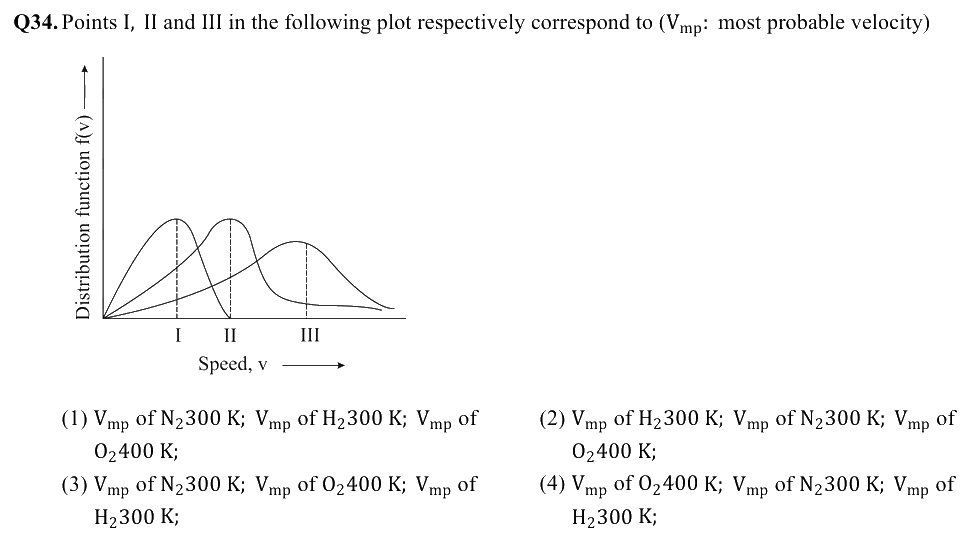 Q34. Points I, II and III in the following plot respectively correspond to (Vmp: most probable velocity)
Distribution function f(v)
I II III
Speed, v
(1) Vmp of N2300 K; Vmp of H2300 K; Vmp of
O2400 K;
(2) Vmp of H2300 K; Vmp of N2300 K; Vmp of
O2400 K;
(3) Vmp of N2300 K; Vmp of O2400 K; Vmp of
H2300 K;
(4) Vmp of O2400 K; Vmp of N2300 K; Vmp of
H2300 K;